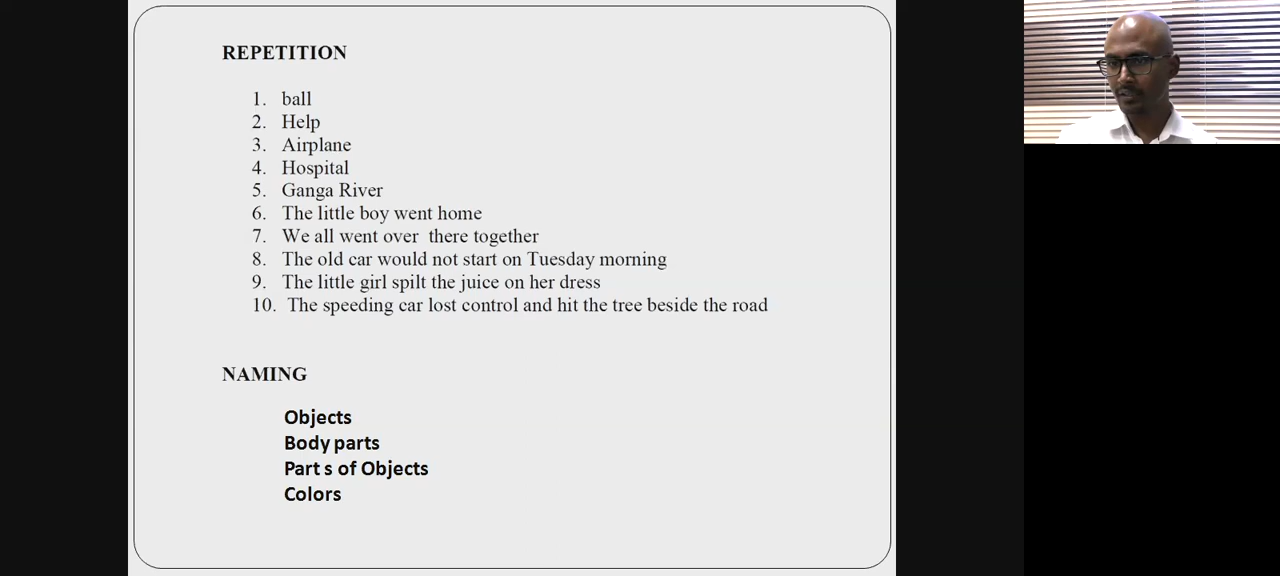 REPETITION
1. ball
2. Help
3. Airplane
4. Hospital
5. Ganga River
6. The little boy went home
7. We all went over there together
8. The old car would not start on Tuesday morning
9. The little girl spilt the juice on her dress
10. The speeding car lost control and hit the tree beside the road
NAMING
Objects
Body parts
Part s of Objects
Colors